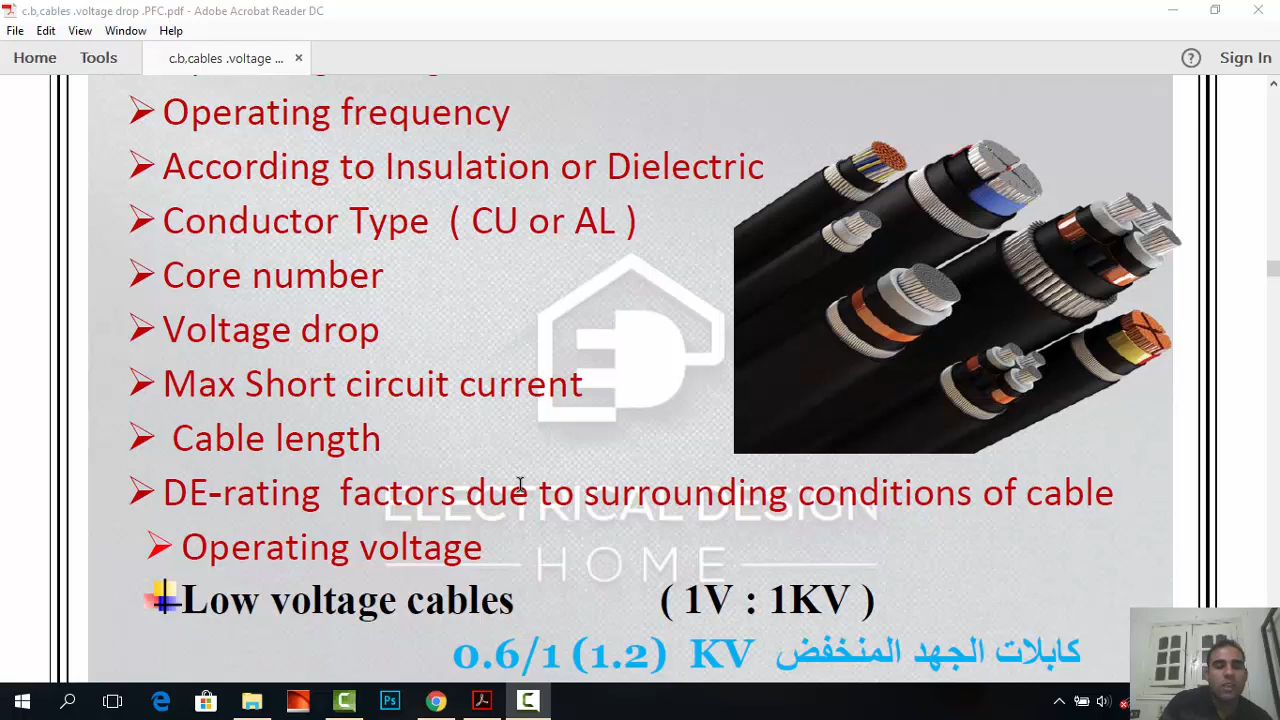 c.b,cables .voltage drop .PFC.pdf - Adobe Acrobat Reader DC
File Edit View Window Help
Home Tools c.b,cables .voltage drop ... × ? Sign In
Operating frequency
According to Insulation or Dielectric
Conductor Type ( CU or AL )
Core number
Voltage drop
Max Short circuit current
Cable length
DE-rating factors due to surrounding conditions of cable
ELECTRICAL DESIGN
HOME
Operating voltage
Low voltage cables ( 1V : 1KV )
كابلات الجهد المنخفض 0.6/1 (1.2) KV